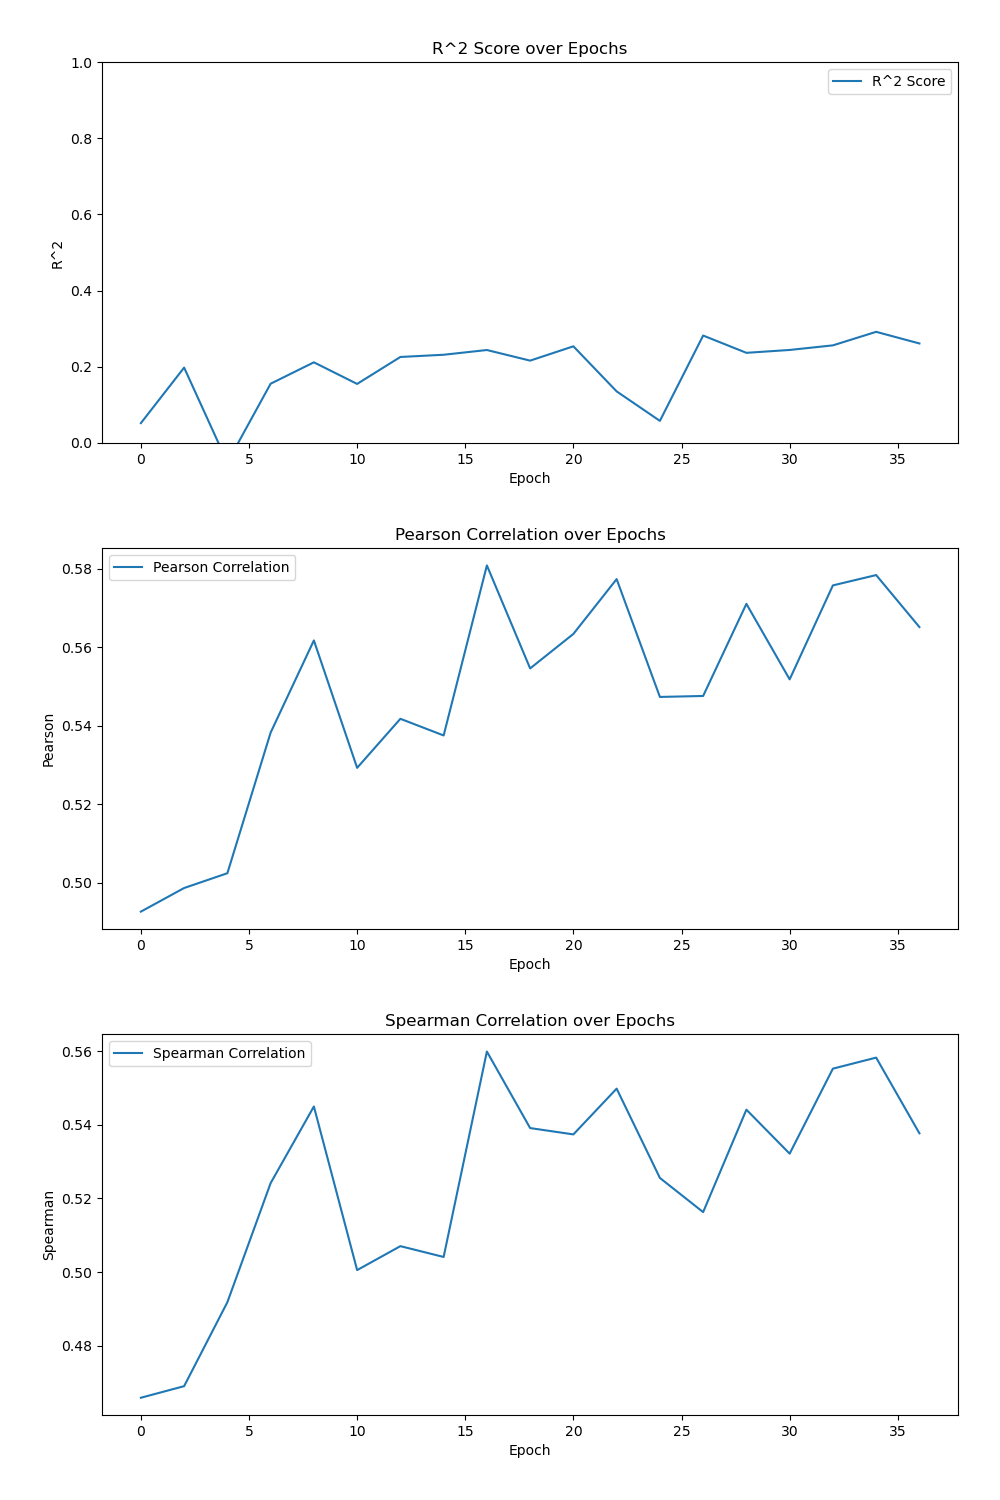 R^2 Score over Epochs
R^2 Score
1.0
0.8
0.6
0.4
0.2
0.0
R^2
0 5 10 15 20 25 30 35
Epoch
Pearson Correlation over Epochs
Pearson Correlation
0.58
0.56
0.54
0.52
0.50
Pearson
0 5 10 15 20 25 30 35
Epoch
Spearman Correlation over Epochs
Spearman Correlation
0.56
0.54
0.52
0.50
0.48
Spearman
0 5 10 15 20 25 30 35
Epoch